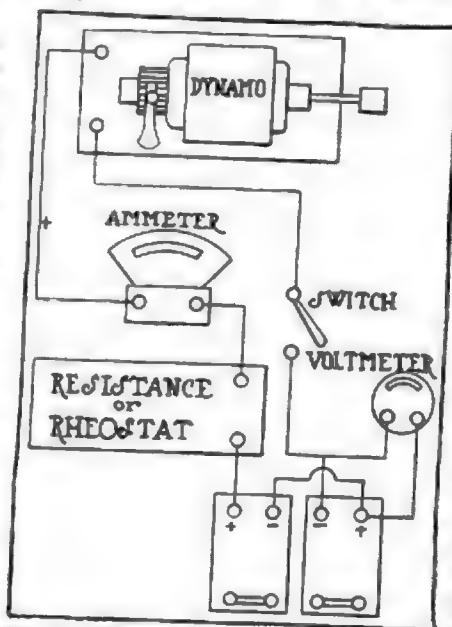 DYNAMO
+
AMMETER
SWITCH
VOLTMETER
RESISTANCE
or
RHEOSTAT
+ - - +